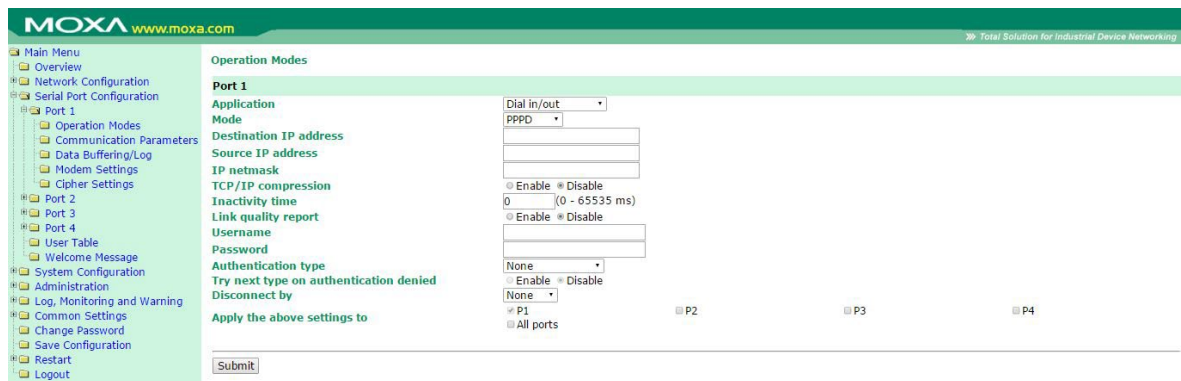 MOXA www.moxa.com
Total Solution for Industrial Device Networking
Main Menu
Overview
Network Configuration
Serial Port Configuration
Port 1
Operation Modes
Communication Parameters
Data Buffering/Log
Modem Settings
Cipher Settings
Port 2
Port 3
Port 4
User Table
Welcome Message
System Configuration
Administration
Log, Monitoring and Warning
Common Settings
Change Password
Save Configuration
Restart
Logout
Operation Modes
Port 1
Application Dial in/out
Mode PPPD
Destination IP address
Source IP address
IP netmask
TCP/IP compression Enable Disable
Inactivity time 0 (0 - 65535 ms)
Link quality report Enable Disable
Username
Password
Authentication type None
Try next type on authentication denied Enable Disable
Disconnect by None
Apply the above settings to P1 P2 P3 P4
All ports
Submit